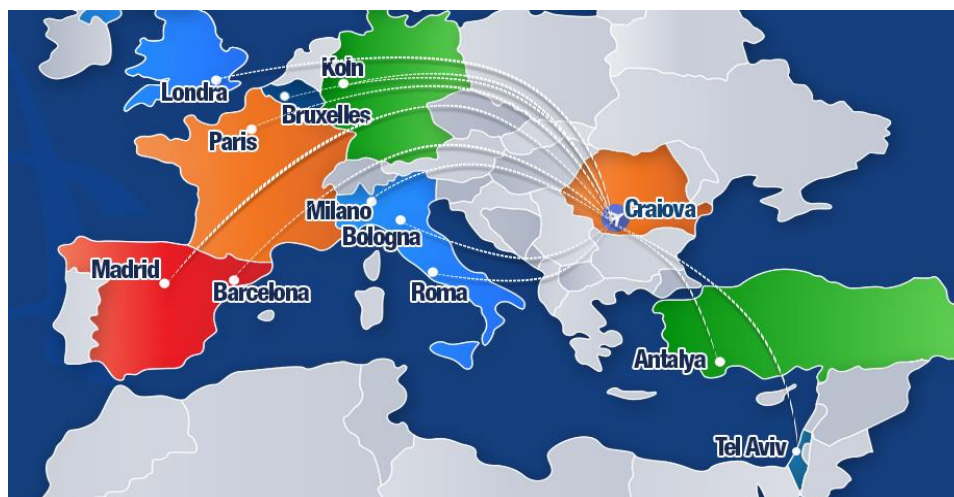 Londra
Koln
Bruxelles
Paris
Milano
Craiova
Bologna
Madrid
Barcelona
Roma
Antalya
Tel Aviv